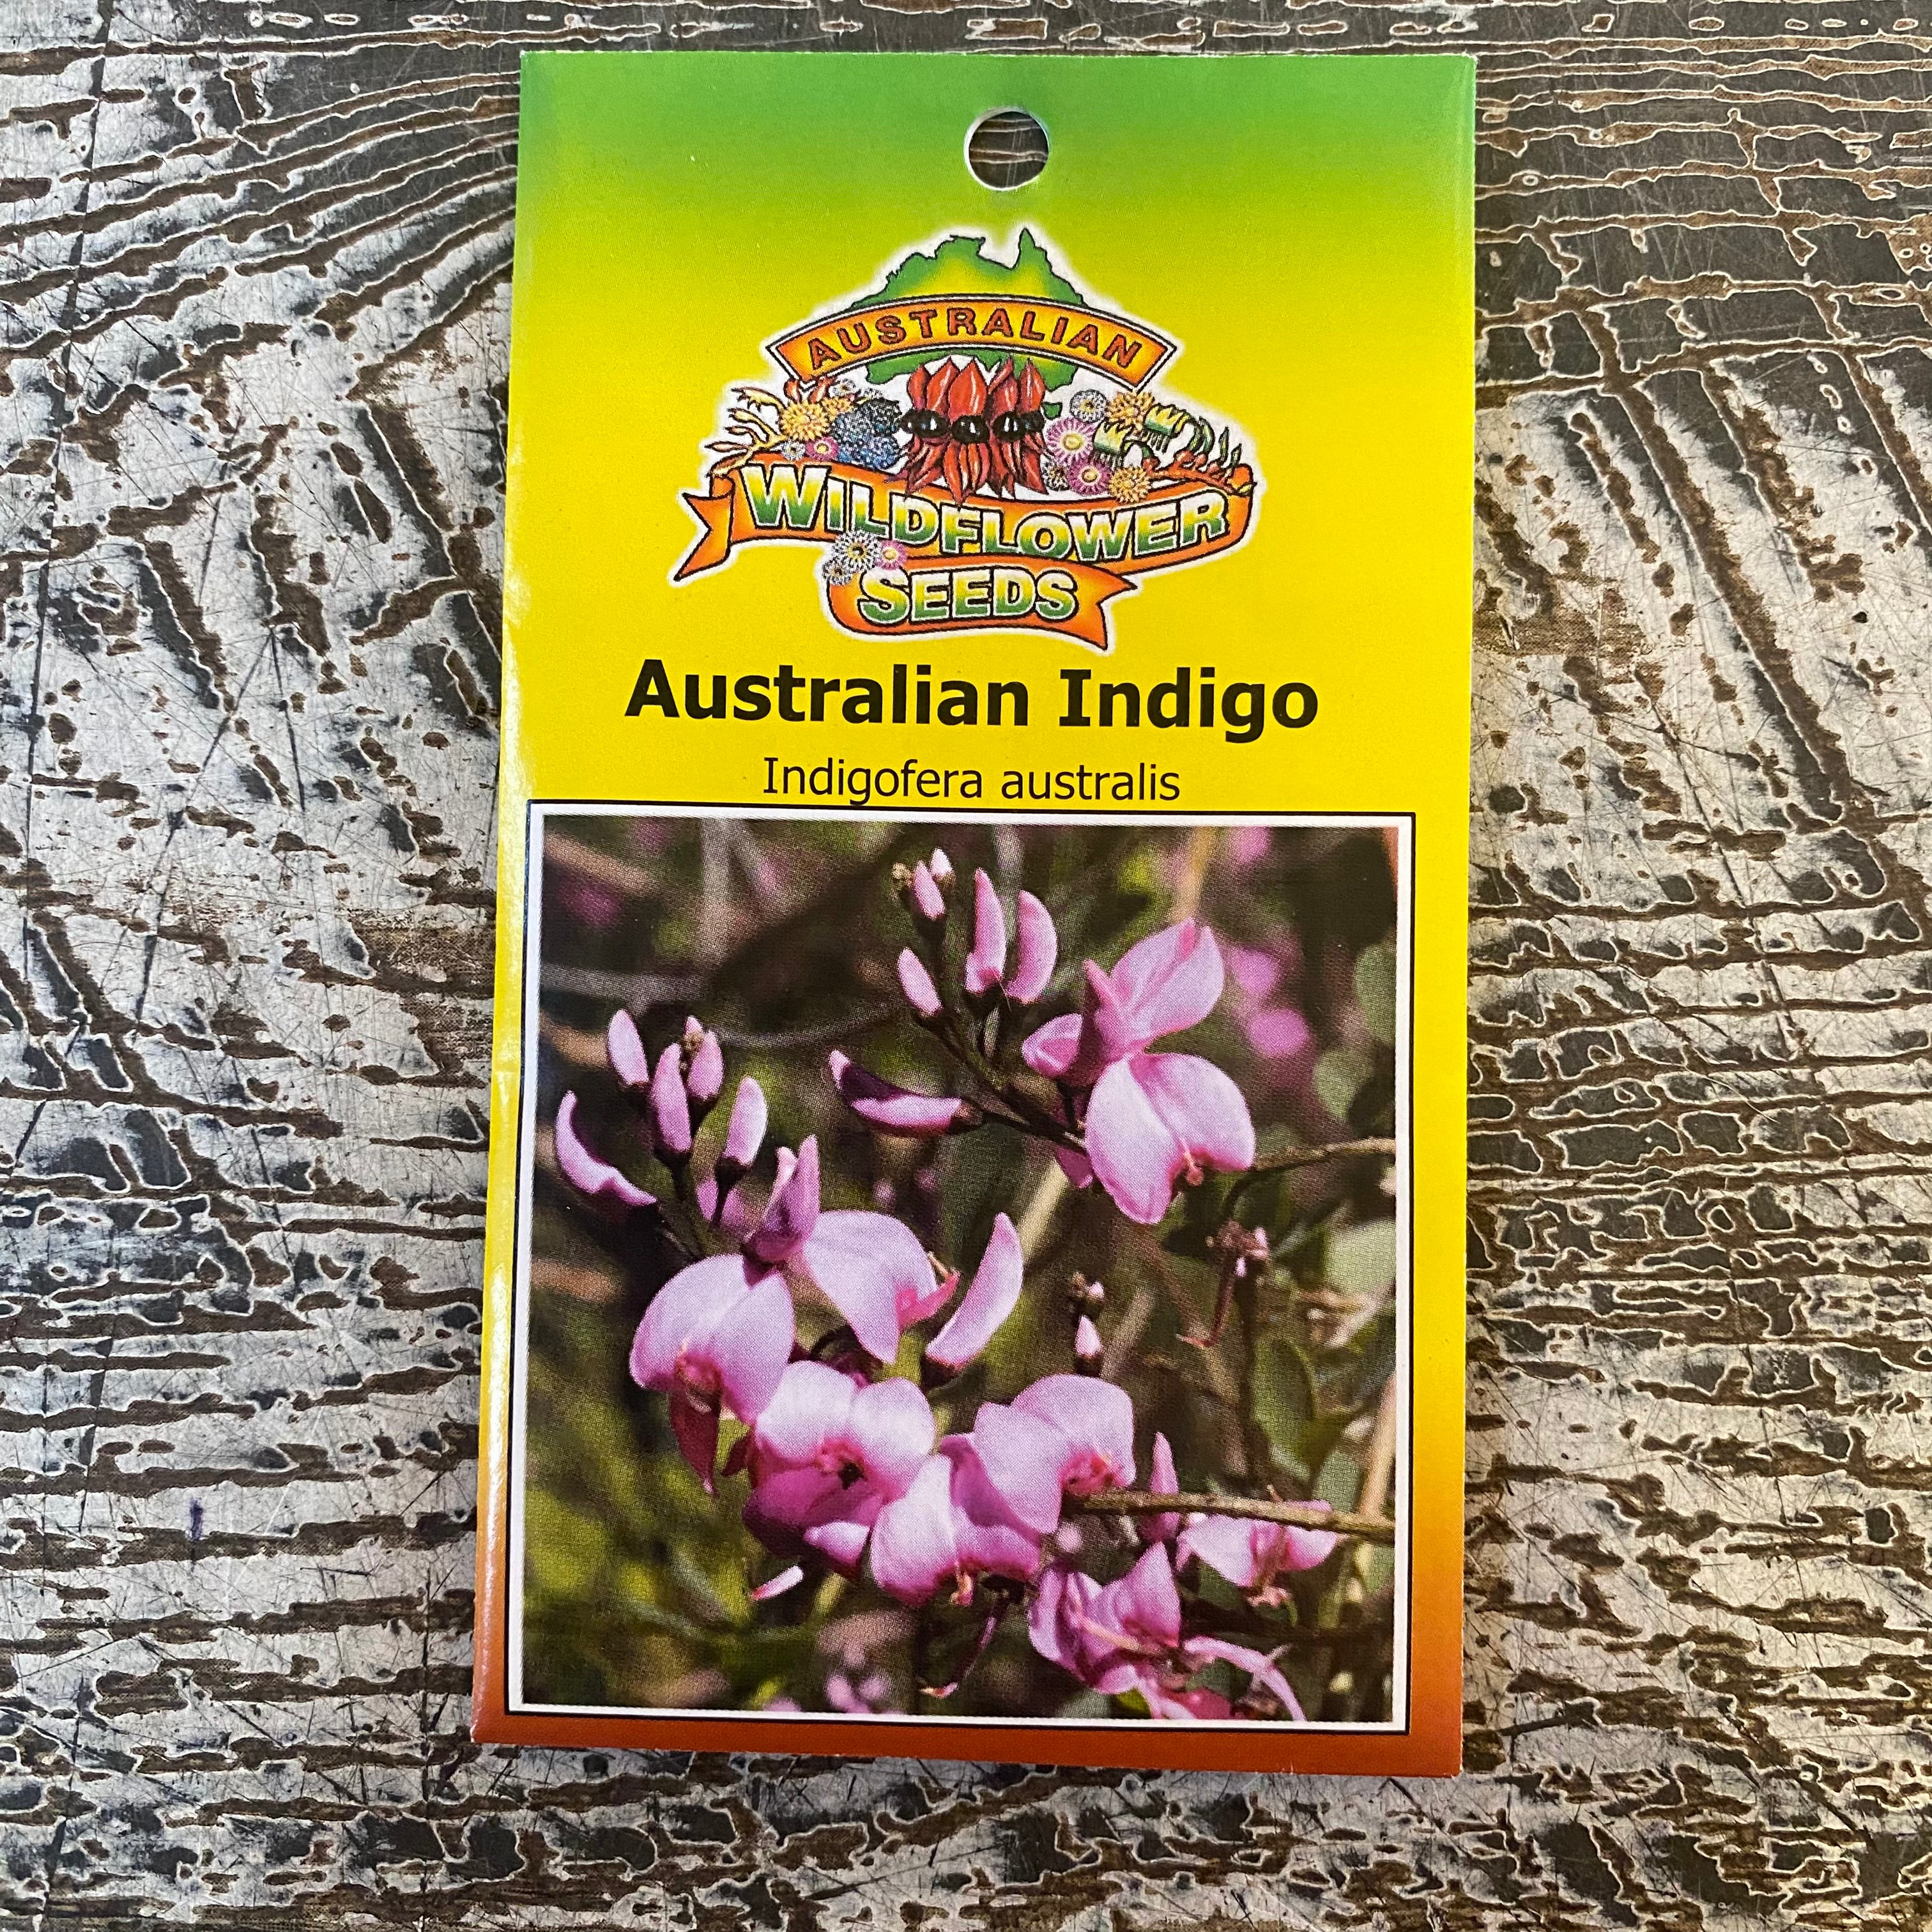 AUSTRALIAN
WILDFLOWER
SEEDS
Australian Indigo
Indigofera australis